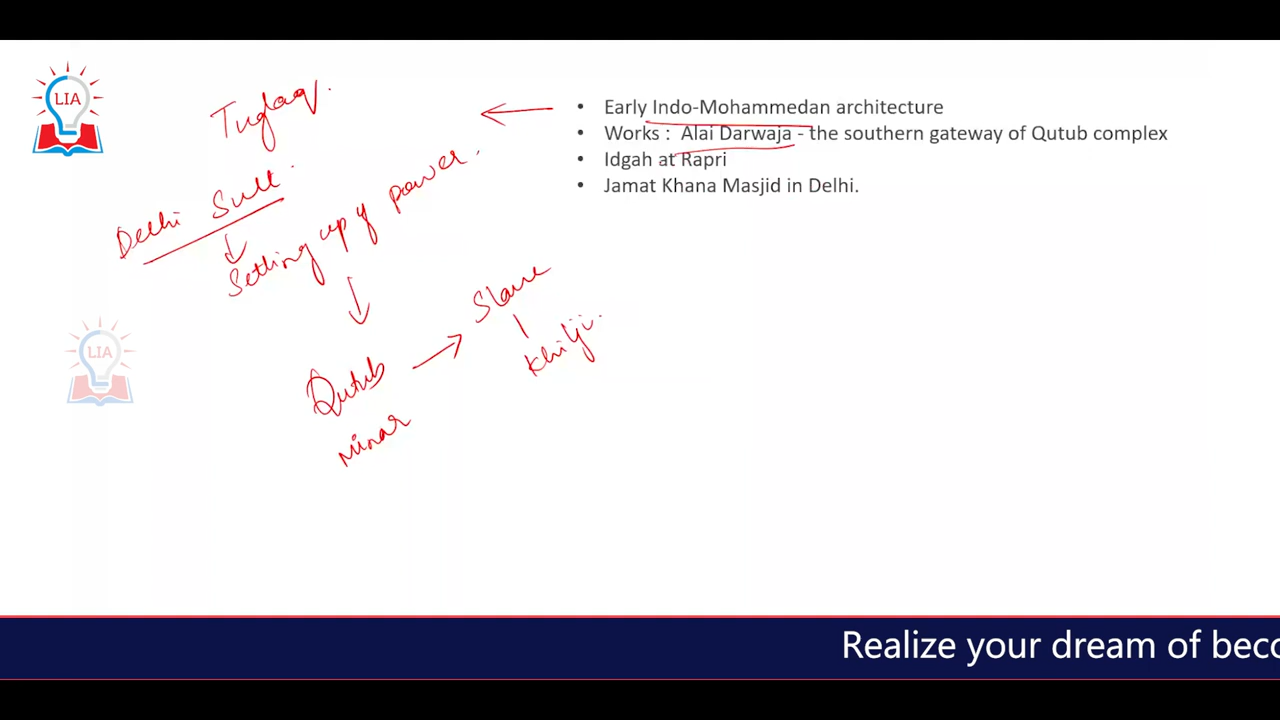 LIA
Tuglaq.
Early Indo-Mohammedan architecture
Works : Alai Darwaja - the southern gateway of Qutub complex
Idgah at Rapri
Jamat Khana Masjid in Delhi.
Delhi Sult.
Setting up of power.
Slave
Khilji.
LIA
Qutub
Minar
Realize your dream of beco